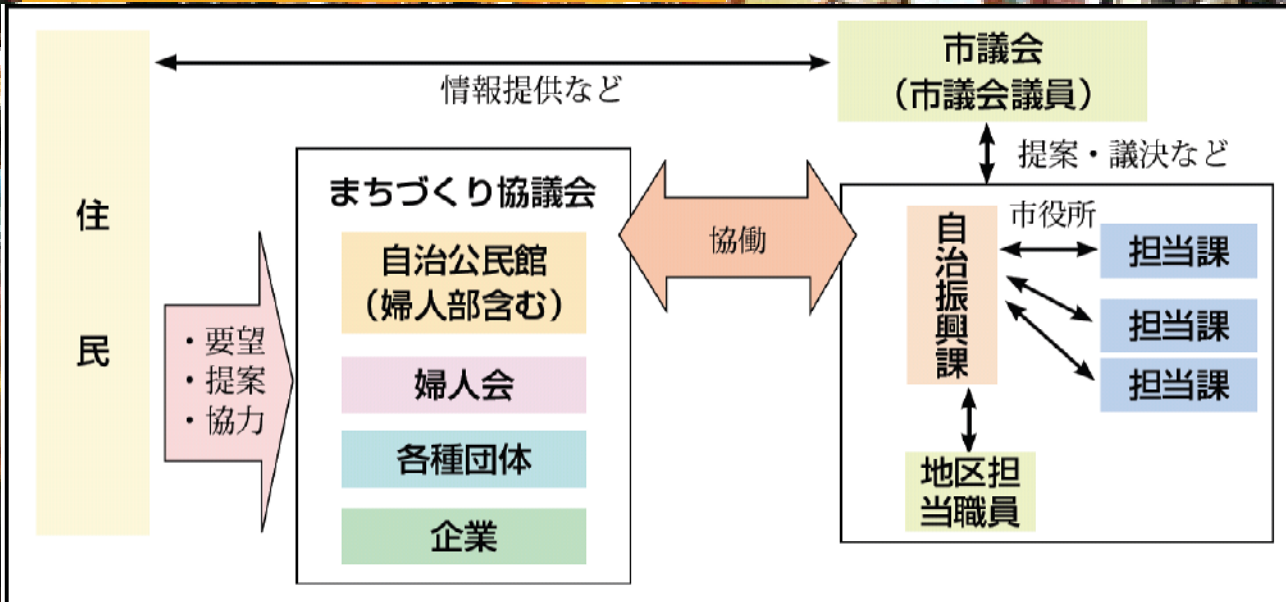 住民
情報提供など
市議会
（市議会議員）
提案・議決など
・要望
・提案
・協力
まちづくり協議会
自治公民館
（婦人部含む）
婦人会
各種団体
企業
協働
市役所
自治振興課
担当課
担当課
担当課
地区担
当職員